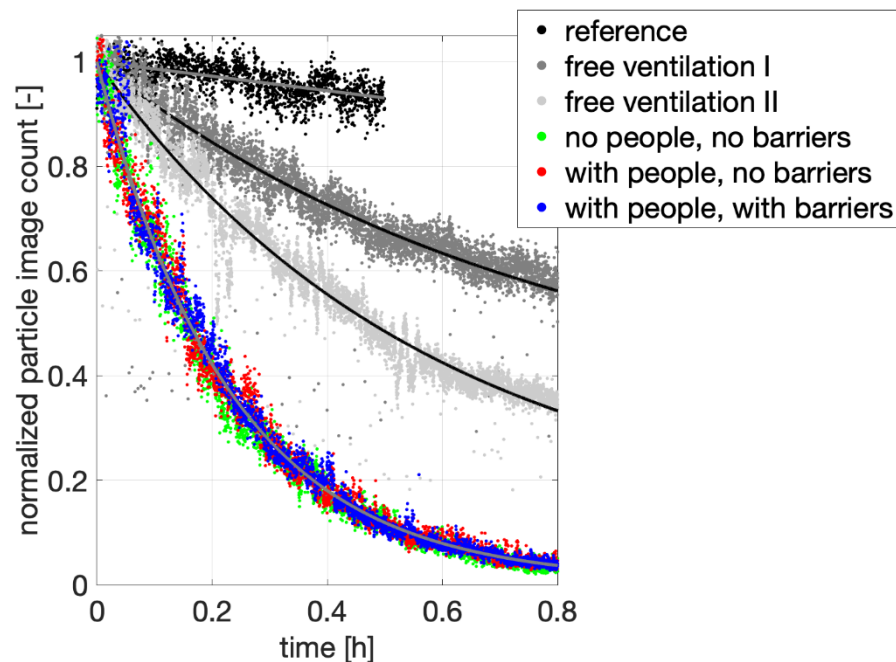 reference
free ventilation I
free ventilation II
no people, no barriers
with people, no barriers
with people, with barriers
normalized particle image count [-]
1
0.8
0.6
0.4
0.2
0
0 0.2 0.4 0.6 0.8
time [h]